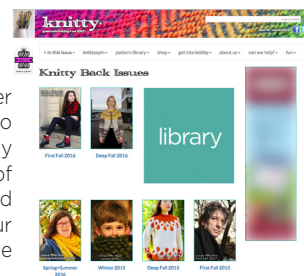 knitty
+ in this issue + knittyspin + pattern library + shop + get into knitty + about us + can we help? + fun +
Knitty Back Issues
er
o
y
of
d
ur
e
library
First Fall 2016
Deep Fall 2016
Spring+Summer
2016
Winter 2015
Deep Fall 2015
First Fall 2015